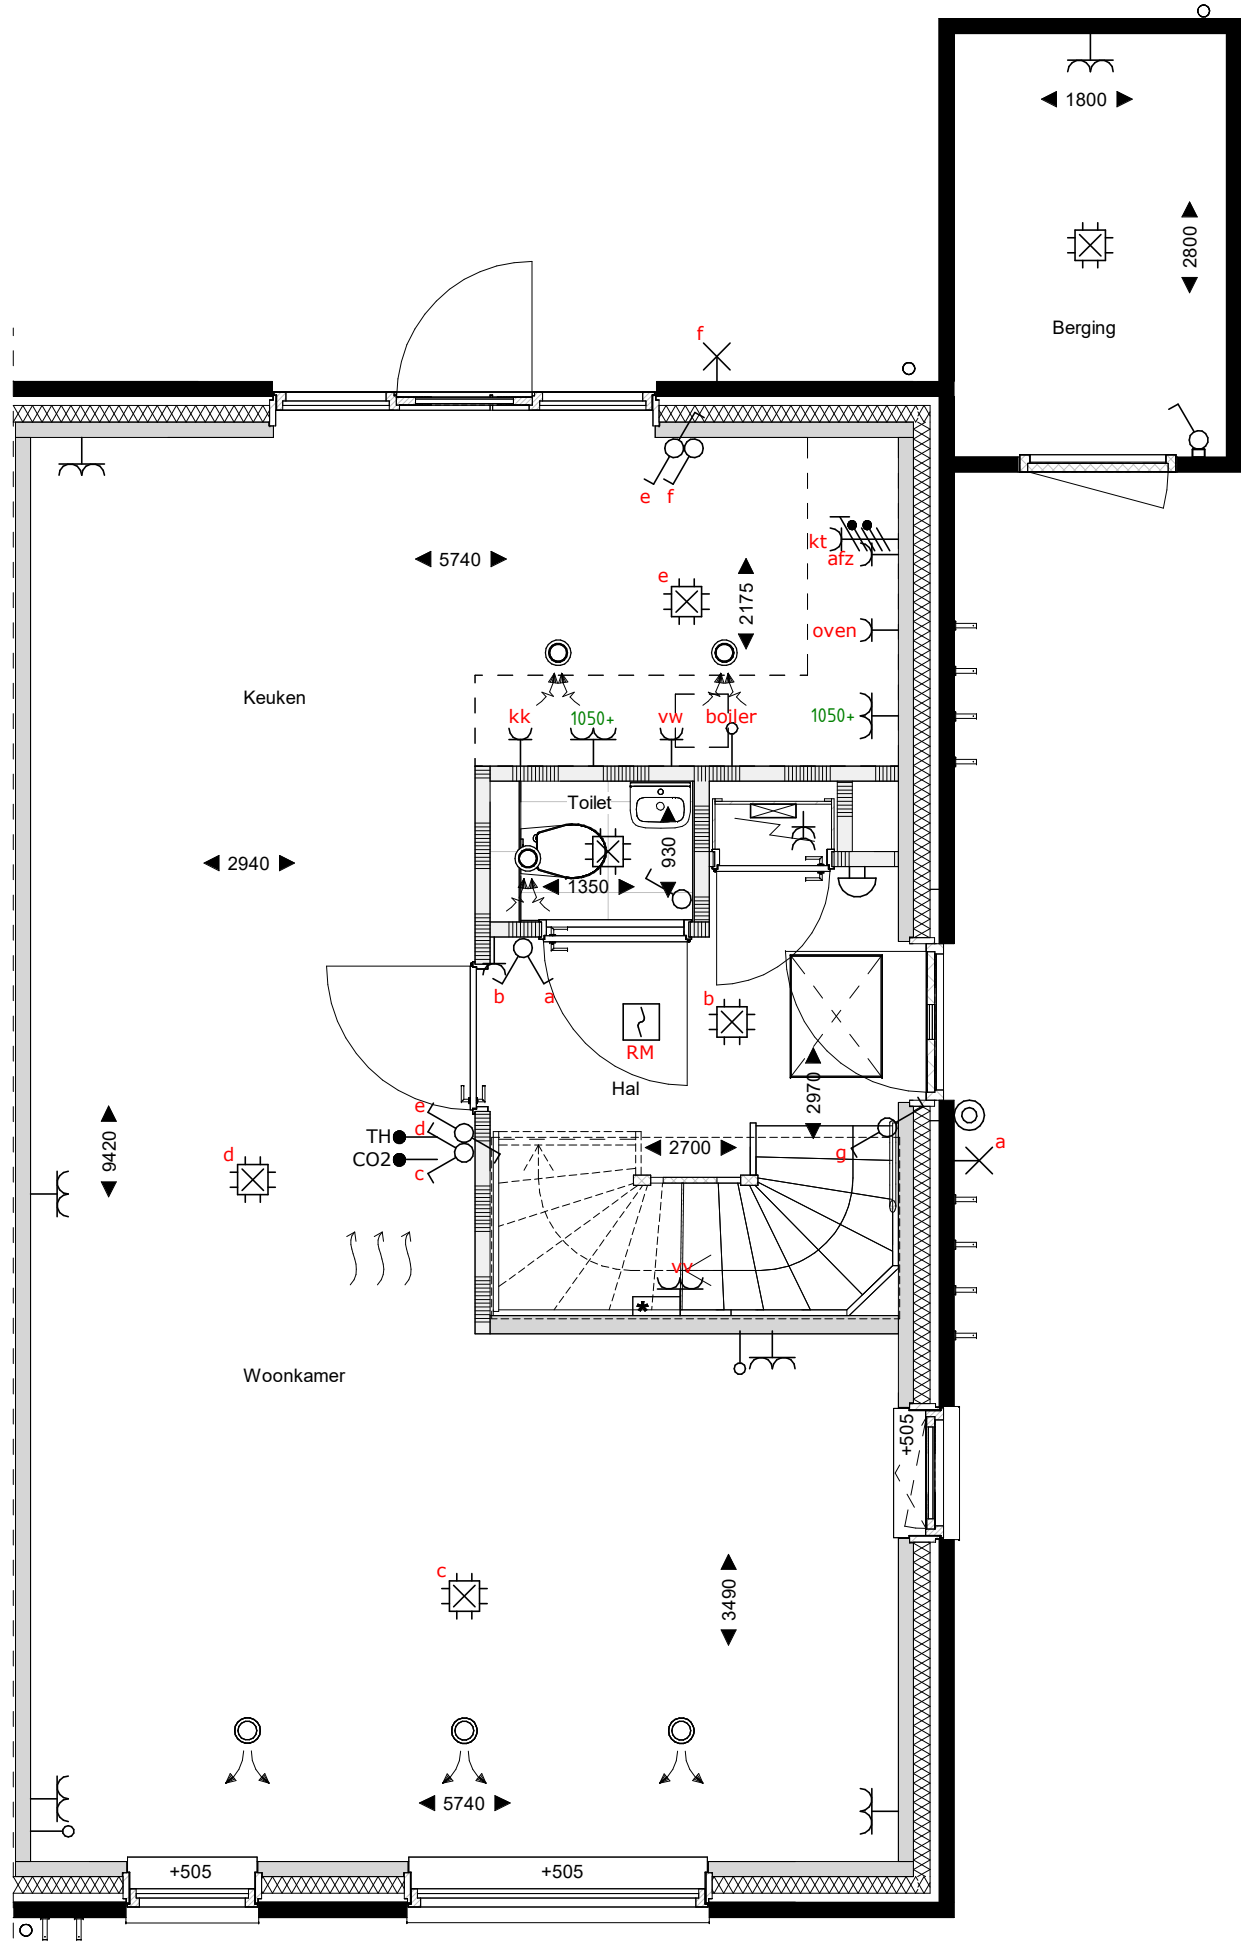 1800
2800
Berging
f
e f
kt
afz
5740
e
2175
oven
Keuken
kk
1050+
vw
boiler
1050+
Toilet
930
2940
1350
b
a
b
RM
Hal
2970
e
TH
d
CO2
c
9420
d
2700
g
a
vv
*
Woonkamer
+505
c
3490
5740
+505
+505